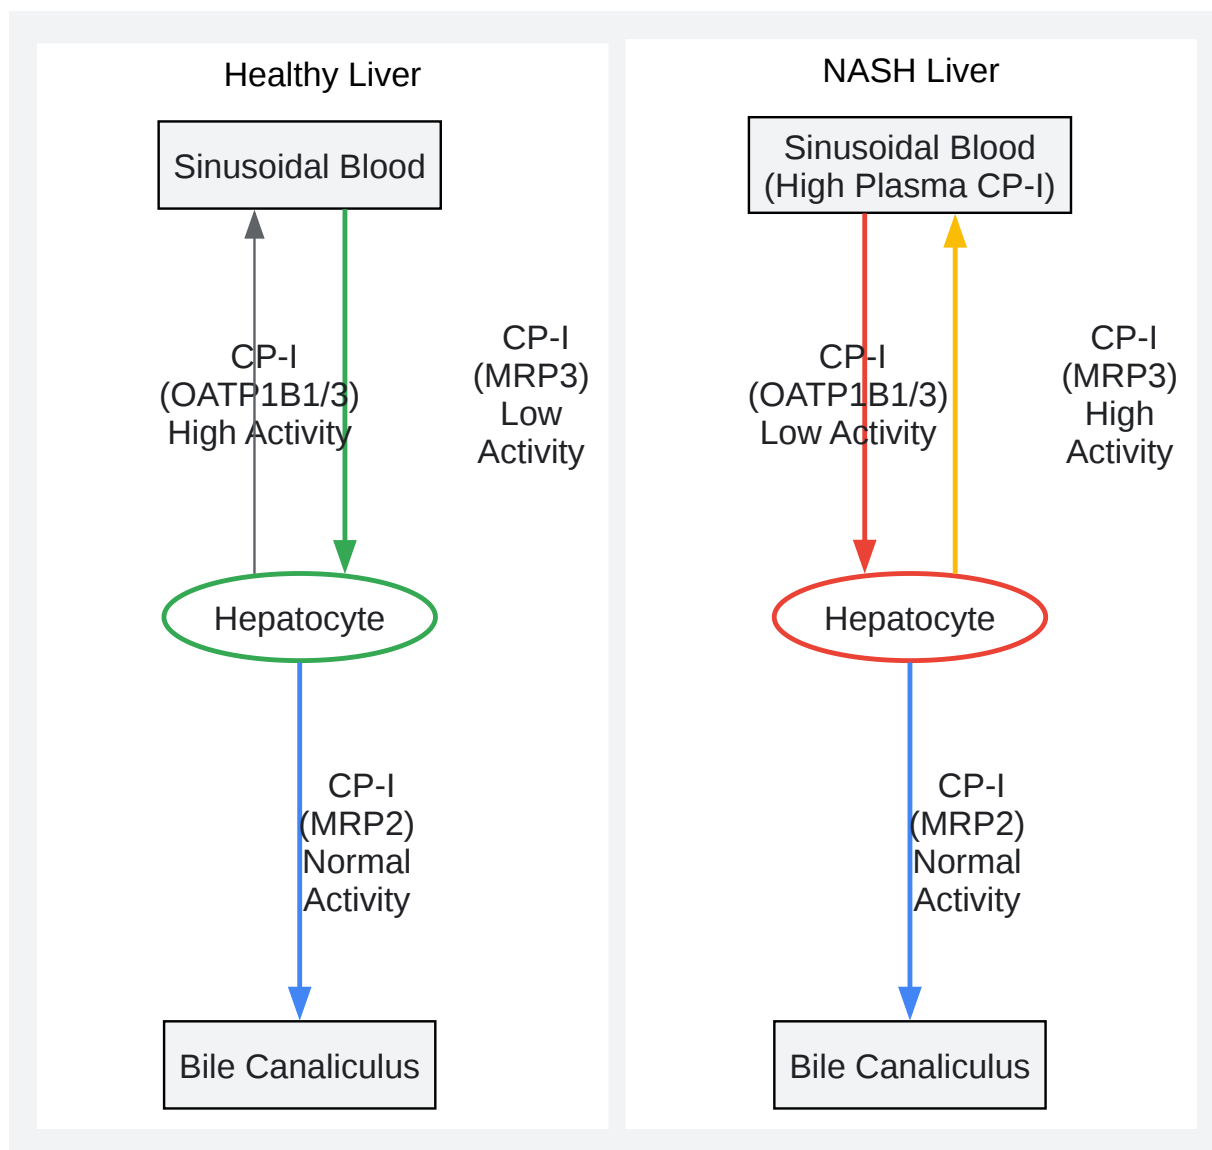 Healthy Liver
Sinusoidal Blood
CP-I
(OATP1B1/3)
High Activity
CP-I
(MRP3)
Low
Activity
Hepatocyte
CP-I
(MRP2)
Normal
Activity
Bile Canaliculus
NASH Liver
Sinusoidal Blood
(High Plasma CP-I)
CP-I
(OATP1B1/3)
Low Activity
CP-I
(MRP3)
High
Activity
Hepatocyte
CP-I
(MRP2)
Normal
Activity
Bile Canaliculus